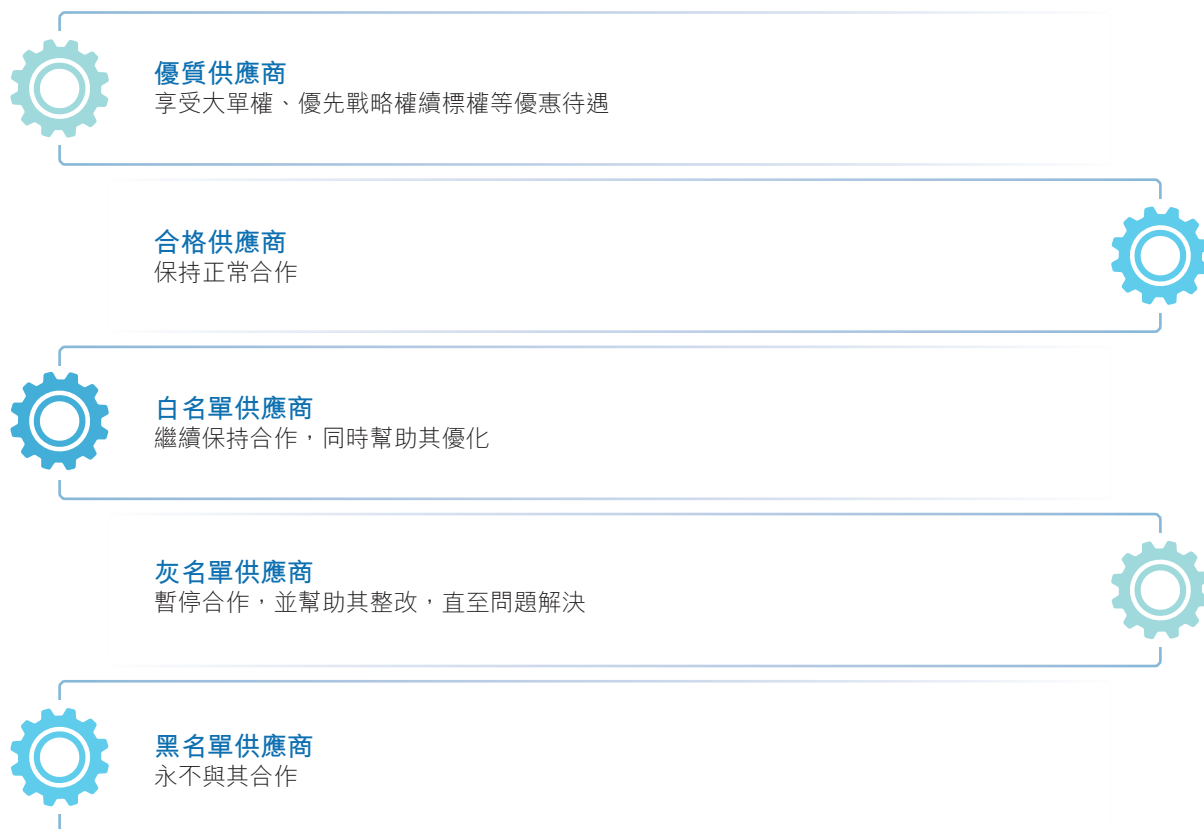 優質供應商
享受大單權、優先戰略權續標權等優惠待遇
合格供應商
保持正常合作
白名單供應商
繼續保持合作，同時幫助其優化
灰名單供應商
暫停合作，並幫助其整改，直至問題解決
黑名單供應商
永不與其合作